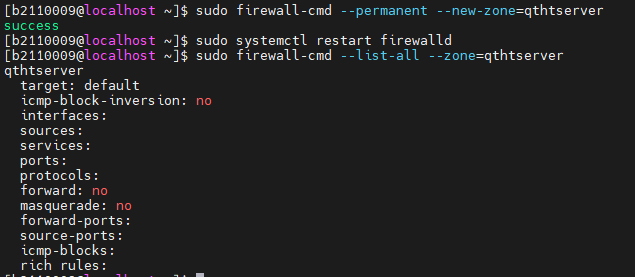 [b2110009@localhost ~]$ sudo firewall-cmd --permanent --new-zone=qthtserver
success
[b2110009@localhost ~]$ sudo systemctl restart firewalld
[b2110009@localhost ~]$ sudo firewall-cmd --list-all --zone=qthtserver
qthtserver
  target: default
  icmp-block-inversion: no
  interfaces:
  sources:
  services:
  ports:
  protocols:
  forward: no
  masquerade: no
  forward-ports:
  source-ports:
  icmp-blocks:
  rich rules:
[b2110009@localhost ~]$